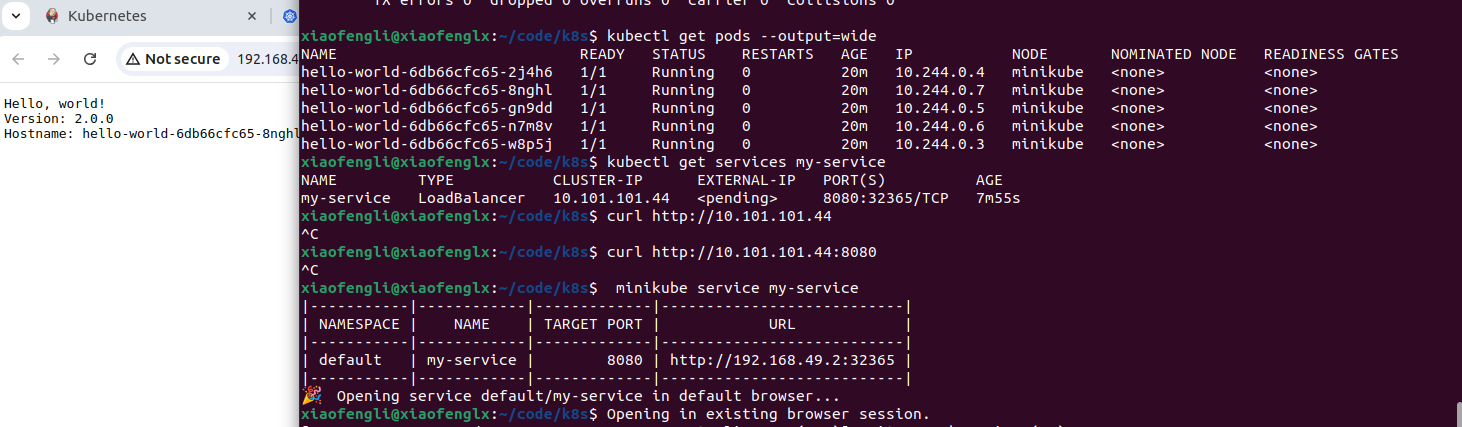 Kubernetes
Not secure 192.168.4
Hello, world!
Version: 2.0.0
Hostname: hello-world-6db66cfc65-8nghl
TX errors 0 dropped 0 overruns 0 carrier 0 collisions 0
xiaofengli@xiaofenglx:~/code/k8s$ kubectl get pods --output=wide
NAME READY STATUS RESTARTS AGE IP NODE NOMINATED NODE READINESS GATES
hello-world-6db66cfc65-2j4h6 1/1 Running 0 20m 10.244.0.4 minikube <none> <none>
hello-world-6db66cfc65-8nghl 1/1 Running 0 20m 10.244.0.7 minikube <none> <none>
hello-world-6db66cfc65-gn9dd 1/1 Running 0 20m 10.244.0.5 minikube <none> <none>
hello-world-6db66cfc65-n7m8v 1/1 Running 0 20m 10.244.0.6 minikube <none> <none>
hello-world-6db66cfc65-w8p5j 1/1 Running 0 20m 10.244.0.3 minikube <none> <none>
xiaofengli@xiaofenglx:~/code/k8s$ kubectl get services my-service
NAME TYPE CLUSTER-IP EXTERNAL-IP PORT(S) AGE
my-service LoadBalancer 10.101.101.44 <pending> 8080:32365/TCP 7m55s
xiaofengli@xiaofenglx:~/code/k8s$ curl http://10.101.101.44
^C
xiaofengli@xiaofenglx:~/code/k8s$ curl http://10.101.101.44:8080
^C
xiaofengli@xiaofenglx:~/code/k8s$  minikube service my-service
|-----------|------------|-------------|---------------------------|
| NAMESPACE |    NAME    | TARGET PORT |            URL            |
|-----------|------------|-------------|---------------------------|
| default   | my-service |        8080 | http://192.168.49.2:32365 |
|-----------|------------|-------------|---------------------------|
🎉  Opening service default/my-service in default browser...
xiaofengli@xiaofenglx:~/code/k8s$ Opening in existing browser session.